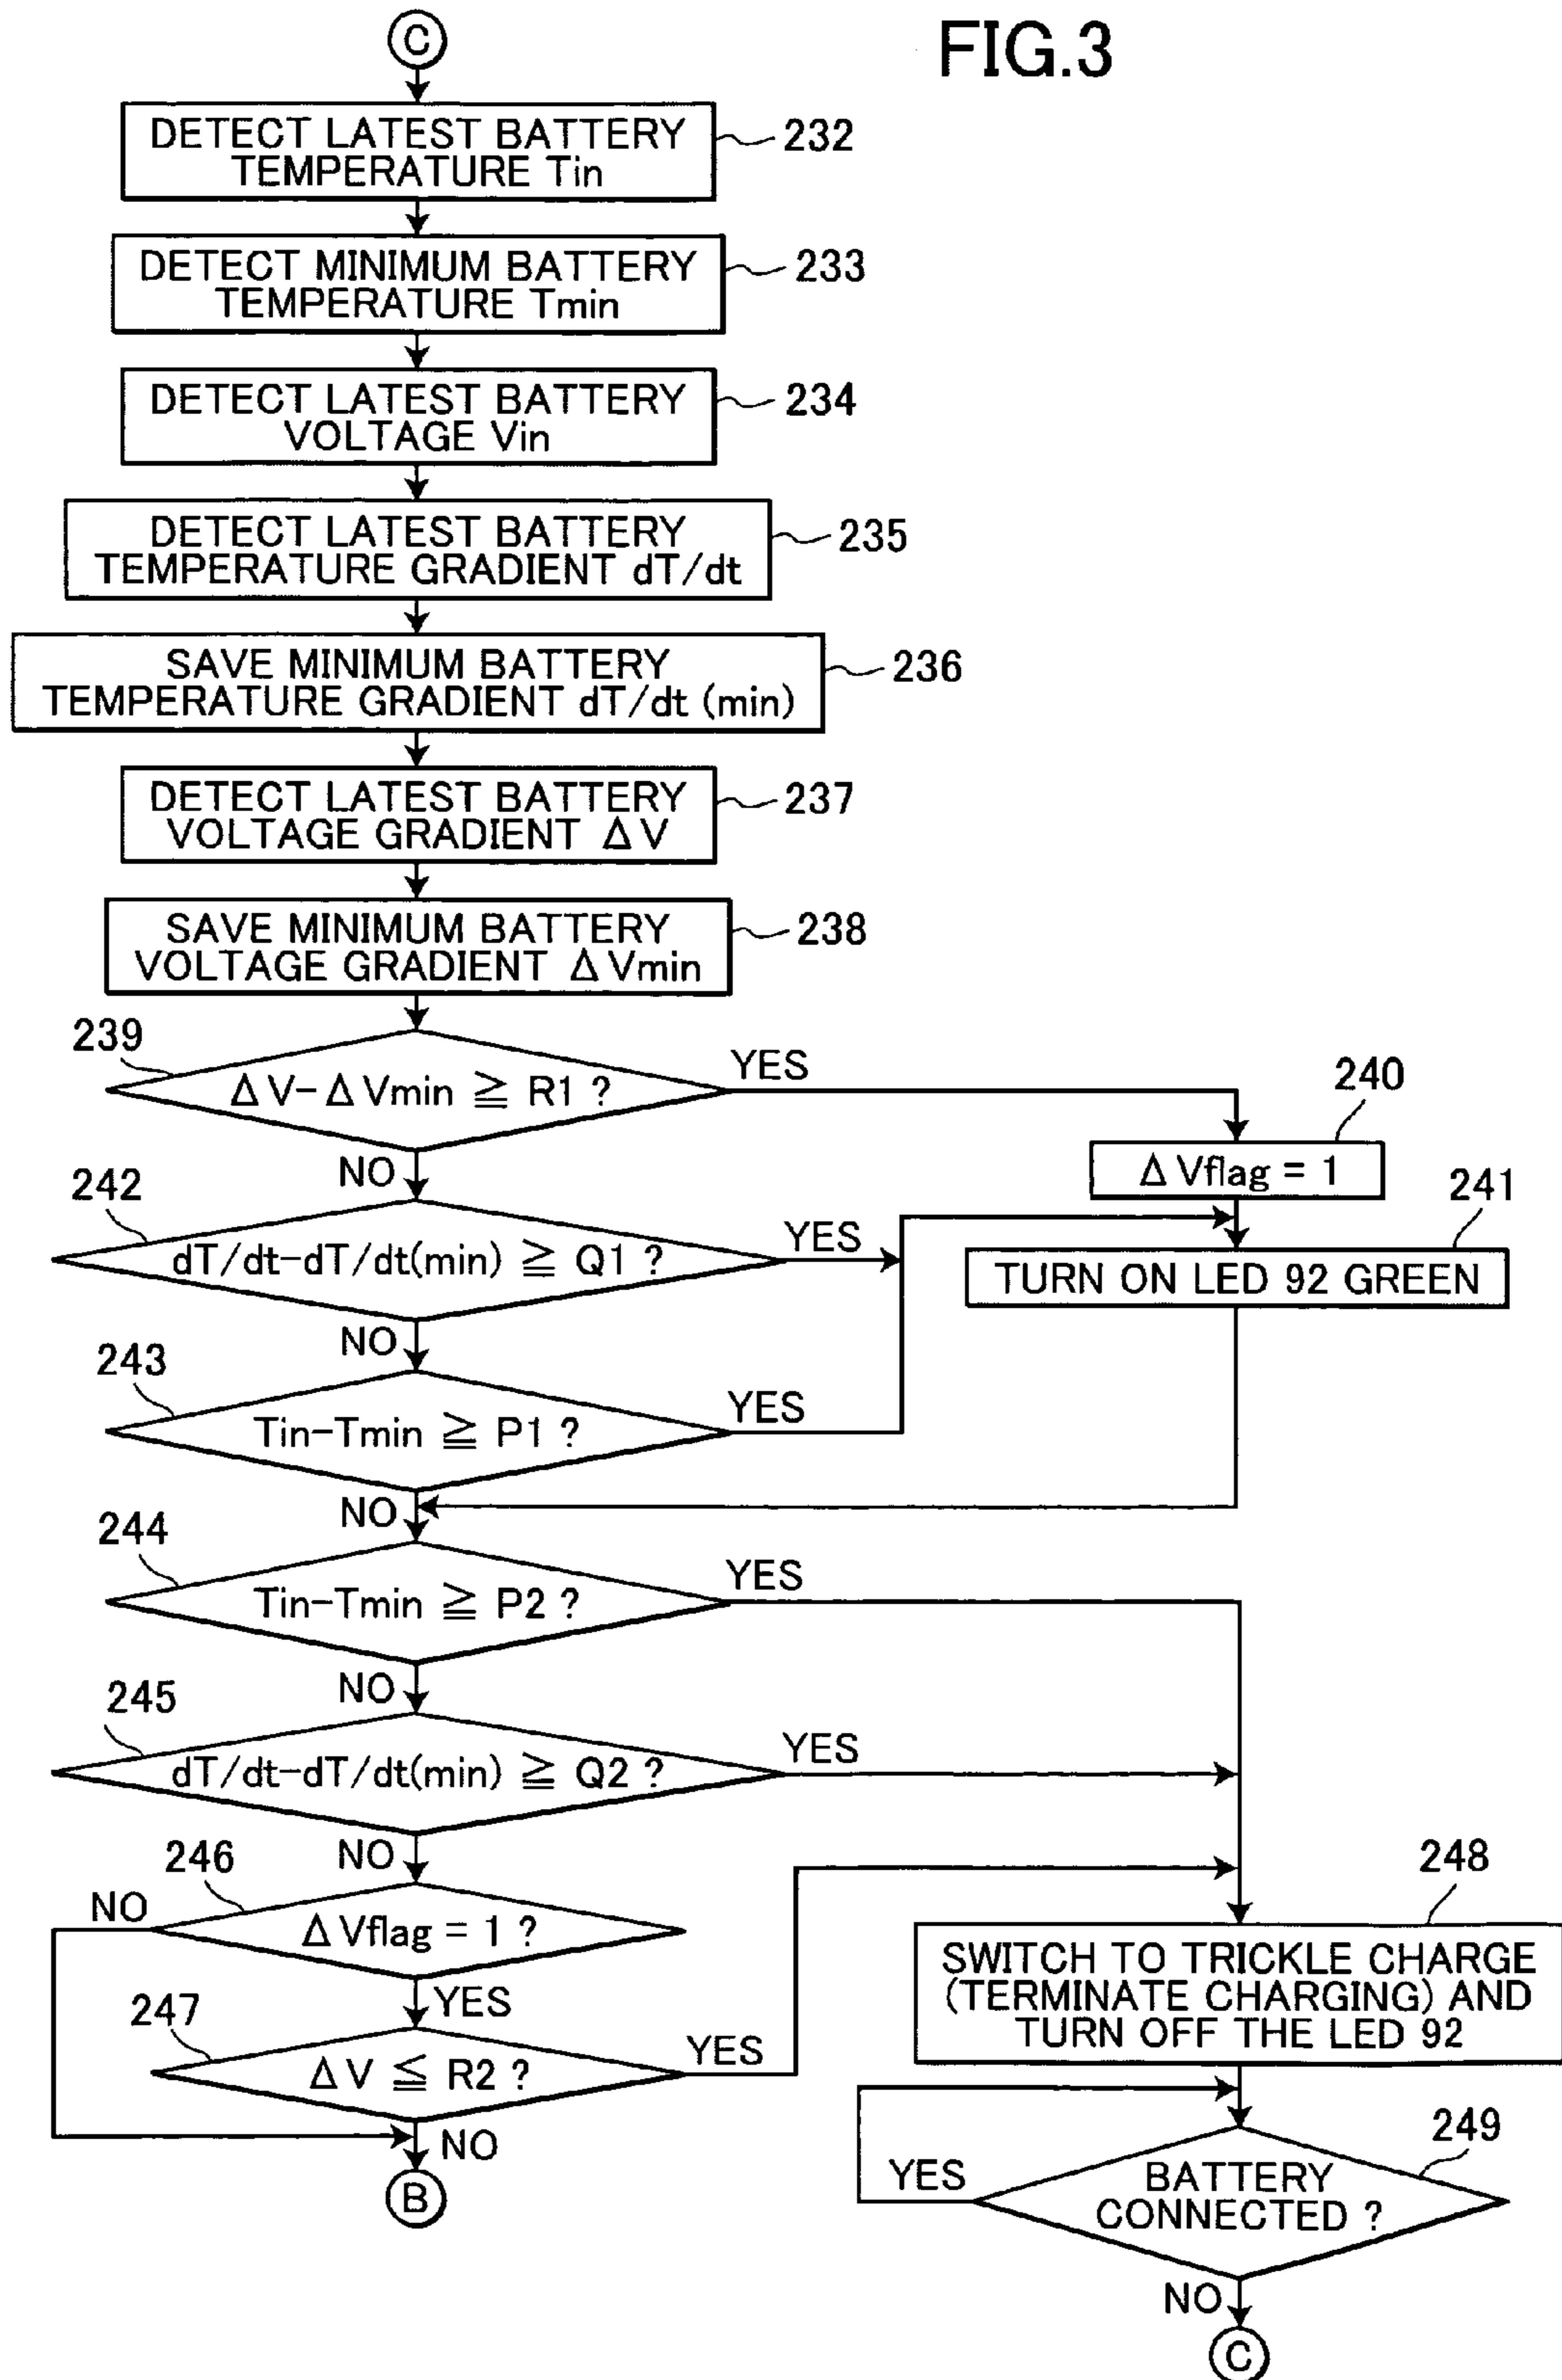 FIG.3
C
DETECT LATEST BATTERY
TEMPERATURE Tin
232
DETECT MINIMUM BATTERY
TEMPERATURE Tmin
233
DETECT LATEST BATTERY
VOLTAGE Vin
234
DETECT LATEST BATTERY
TEMPERATURE GRADIENT dT/dt
235
SAVE MINIMUM BATTERY
TEMPERATURE GRADIENT dT/dt (min)
236
DETECT LATEST BATTERY
VOLTAGE GRADIENT ΔV
237
SAVE MINIMUM BATTERY
VOLTAGE GRADIENT ΔVmin
238
239
ΔV-ΔVmin ≧ R1 ?
YES
NO
240
ΔVflag = 1
241
TURN ON LED 92 GREEN
242
dT/dt-dT/dt(min) ≧ Q1 ?
YES
NO
243
Tin-Tmin ≧ P1 ?
YES
NO
244
Tin-Tmin ≧ P2 ?
YES
NO
245
dT/dt-dT/dt(min) ≧ Q2 ?
YES
NO
246
NO
ΔVflag = 1 ?
YES
247
ΔV ≦ R2 ?
YES
NO
B
248
SWITCH TO TRICKLE CHARGE
(TERMINATE CHARGING) AND
TURN OFF THE LED 92
249
YES
BATTERY
CONNECTED ?
NO
C